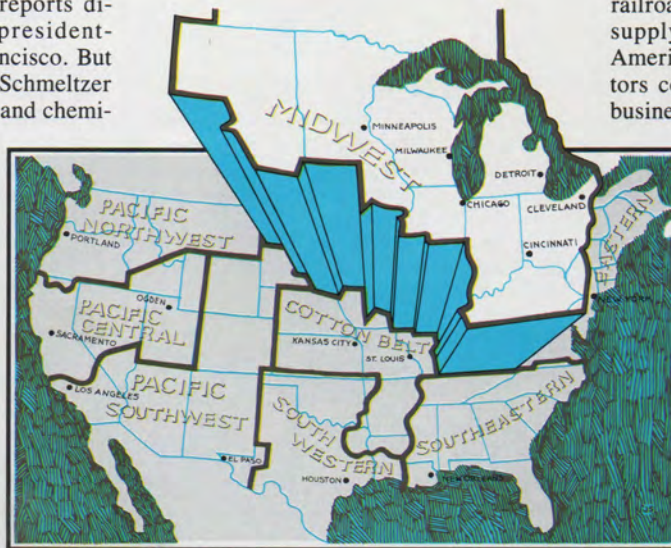 reports di-
president-
ncisco. But
Schmeltzer
and chemi-
railroa
supply
Ameri
tors co
busine
MIDWEST
MINNEAPOLIS
MILWAUKEE
DETROIT
CHICAGO
CLEVELAND
CINCINNATI
EASTERN
NEW YORK
PACIFIC
NORTHWEST
PORTLAND
OGDEN
PACIFIC
CENTRAL
SACRAMENTO
COTTON BELT
KANSAS CITY
ST. LOUIS
LOS ANGELES
PACIFIC
SOUTHWEST
EL PASO
SOUTH
WESTERN
HOUSTON
SOUTHEASTERN
NEW ORLEANS